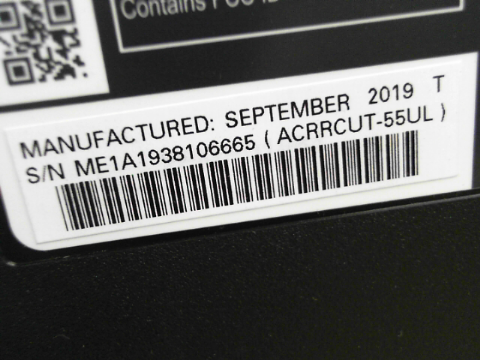 Contains FCC ID
MANUFACTURED: SEPTEMBER 2019 T
S/N ME1A1938106665 ( ACRRCUT-55UL )